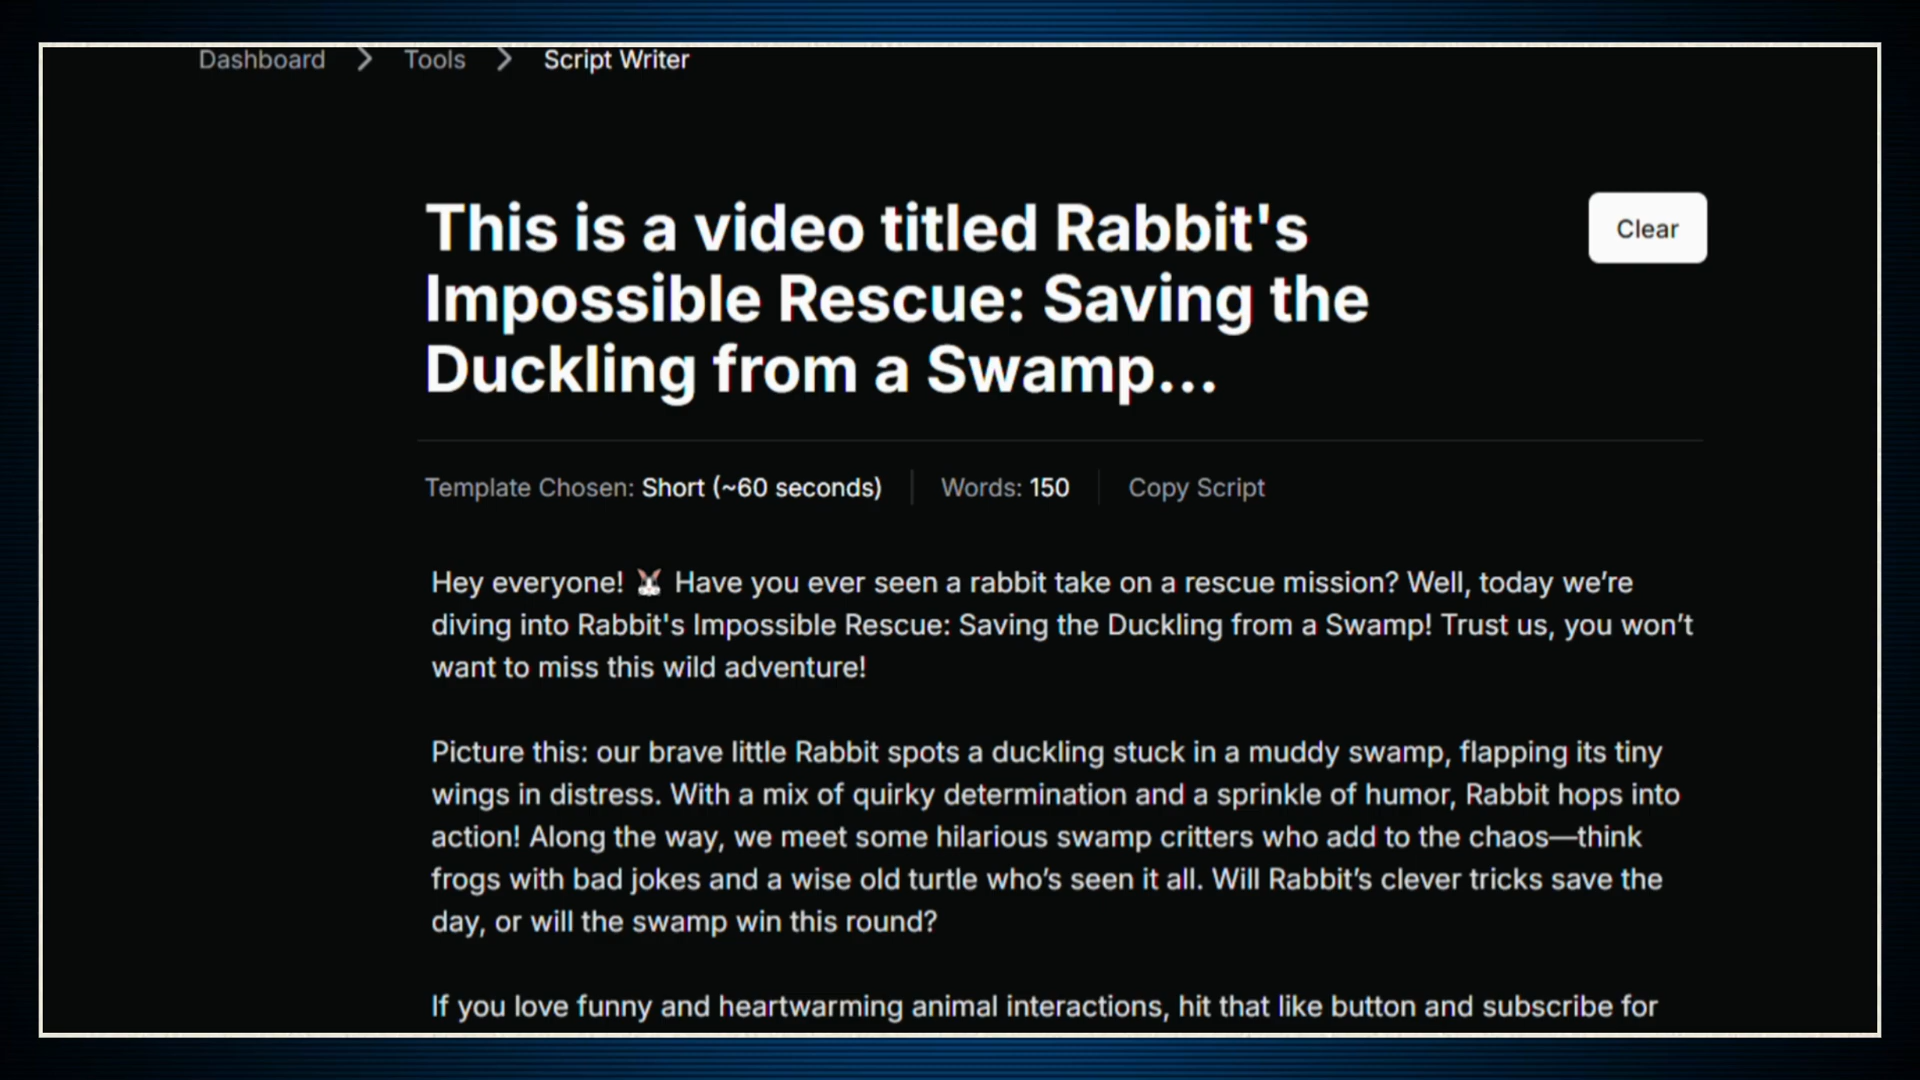 Dashboard > Tools > Script Writer
This is a video titled Rabbit's
Impossible Rescue: Saving the
Duckling from a Swamp...
Clear
Template Chosen: Short (~60 seconds) | Words: 150 | Copy Script
Hey everyone! 🐰 Have you ever seen a rabbit take on a rescue mission? Well, today we’re
diving into Rabbit's Impossible Rescue: Saving the Duckling from a Swamp! Trust us, you won’t
want to miss this wild adventure!
Picture this: our brave little Rabbit spots a duckling stuck in a muddy swamp, flapping its tiny
wings in distress. With a mix of quirky determination and a sprinkle of humor, Rabbit hops into
action! Along the way, we meet some hilarious swamp critters who add to the chaos—think
frogs with bad jokes and a wise old turtle who’s seen it all. Will Rabbit’s clever tricks save the
day, or will the swamp win this round?
If you love funny and heartwarming animal interactions, hit that like button and subscribe for